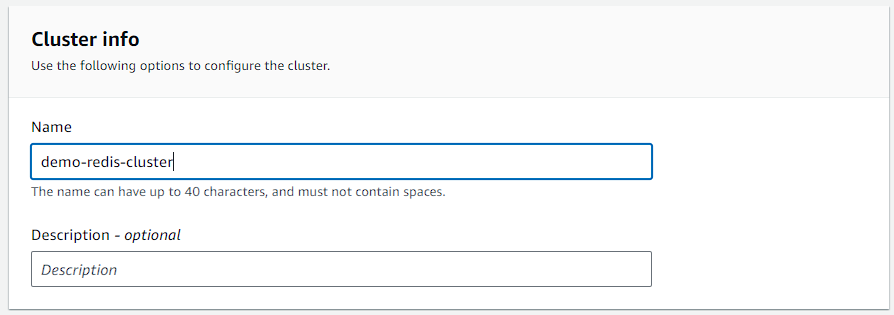 Cluster info
Use the following options to configure the cluster.
Name
demo-redis-cluster
The name can have up to 40 characters, and must not contain spaces.
Description - optional
Description